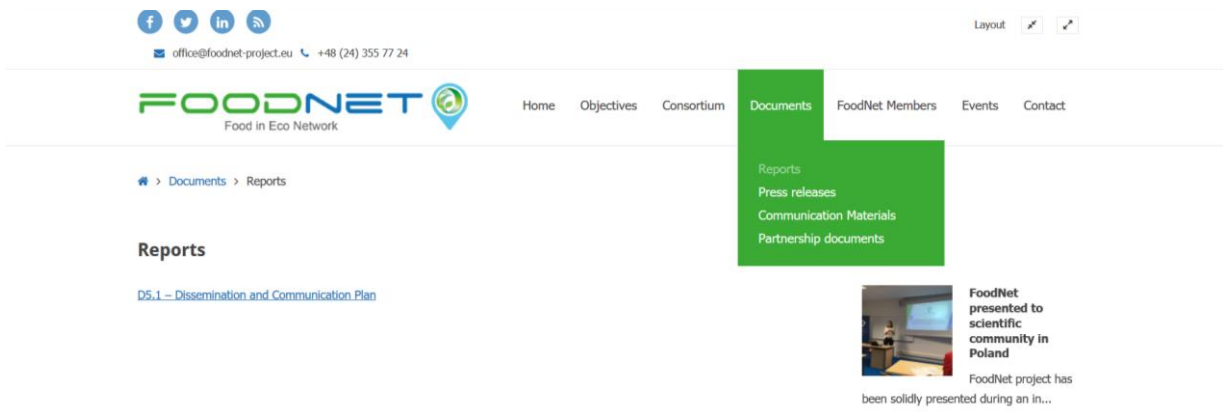 Layout
office@foodnet-project.eu +48 (24) 355 77 24
FOODNET
Food in Eco Network
Home Objectives Consortium Documents FoodNet Members Events Contact
Reports
Press releases
Communication Materials
Partnership documents
> Documents > Reports
Reports
D5.1 – Dissemination and Communication Plan
FoodNet
presented to
scientific
community in
Poland
FoodNet project has
been solidly presented during an in...